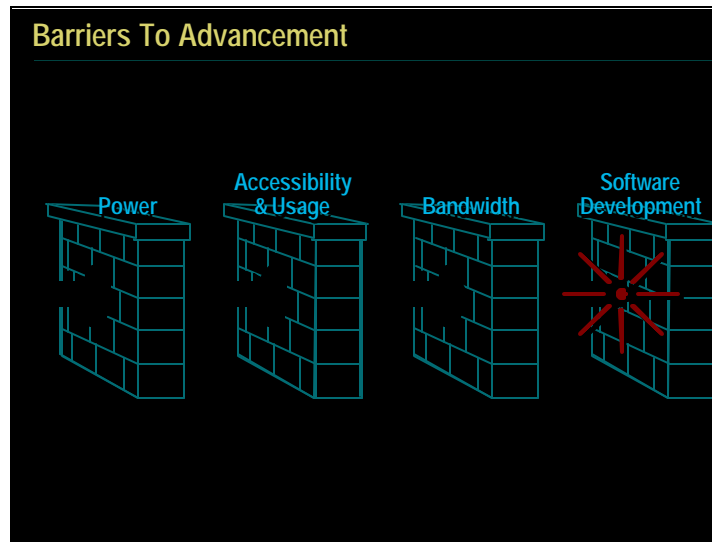 Barriers To Advancement
Power
Accessibility
& Usage
Bandwidth
Software
Development